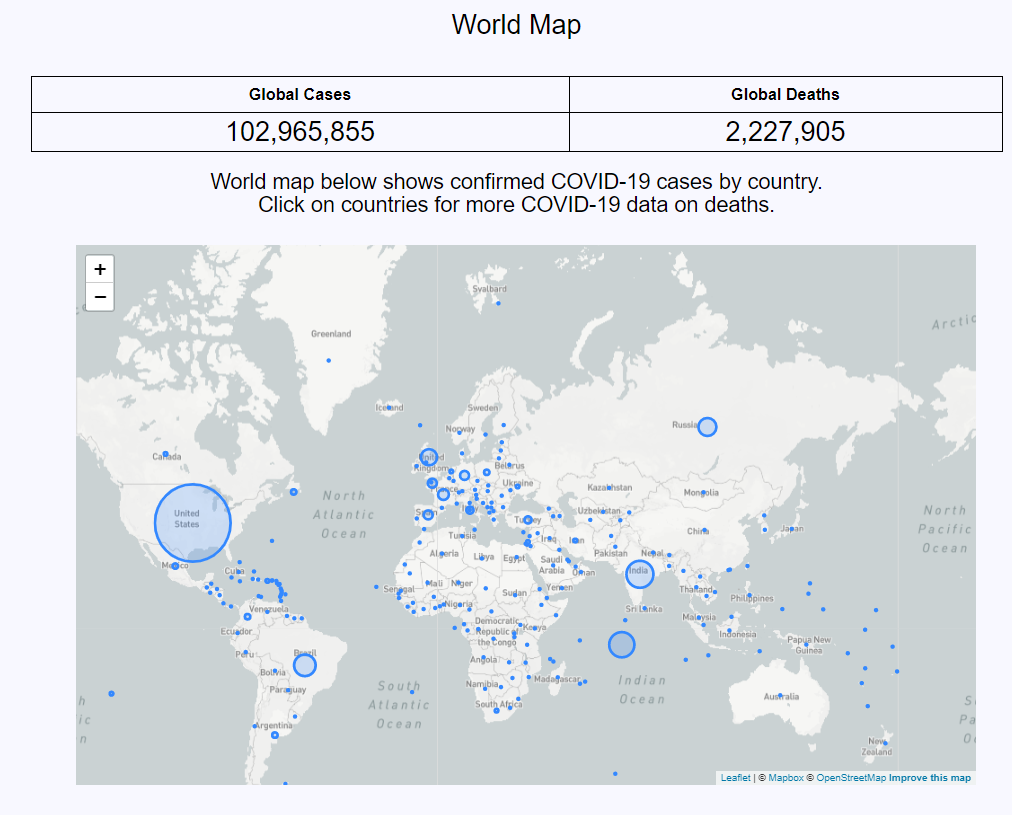 World Map
Global Cases
Global Deaths
102,965,855
2,227,905
World map below shows confirmed COVID-19 cases by country.
Click on countries for more COVID-19 data on deaths.
+
−
Svalbard
Arctic
Greenland
Iceland
Sweden
Norway
Russia
Canada
United
Kingdom
Belarus
Ukraine
France
Kazakhstan
Mongolia
North
Atlantic
Ocean
United
States
Spain
Italy
Turkey
Uzbekistan
North
Pacific
Ocean
China
Japan
Tunisia
Iraq
Iran
Algeria
Libya
Egypt
Pakistan
Nepal
Mexico
Cuba
Saudi
Arabia
Oman
India
Senegal
Mali
Niger
Sudan
Yemen
Thailand
Philippines
Venezuela
Nigeria
Sri Lanka
Malaysia
Ecuador
Democratic
Republic of
the Congo
Kenya
Indonesia
Papua New
Guinea
Peru
Brazil
Angola
Bolivia
Madagascar
Indian
Ocean
Paraguay
South
Atlantic
Ocean
Namibia
South Africa
Australia
Argentina
New
Zealand
Leaflet | © Mapbox © OpenStreetMap Improve this map